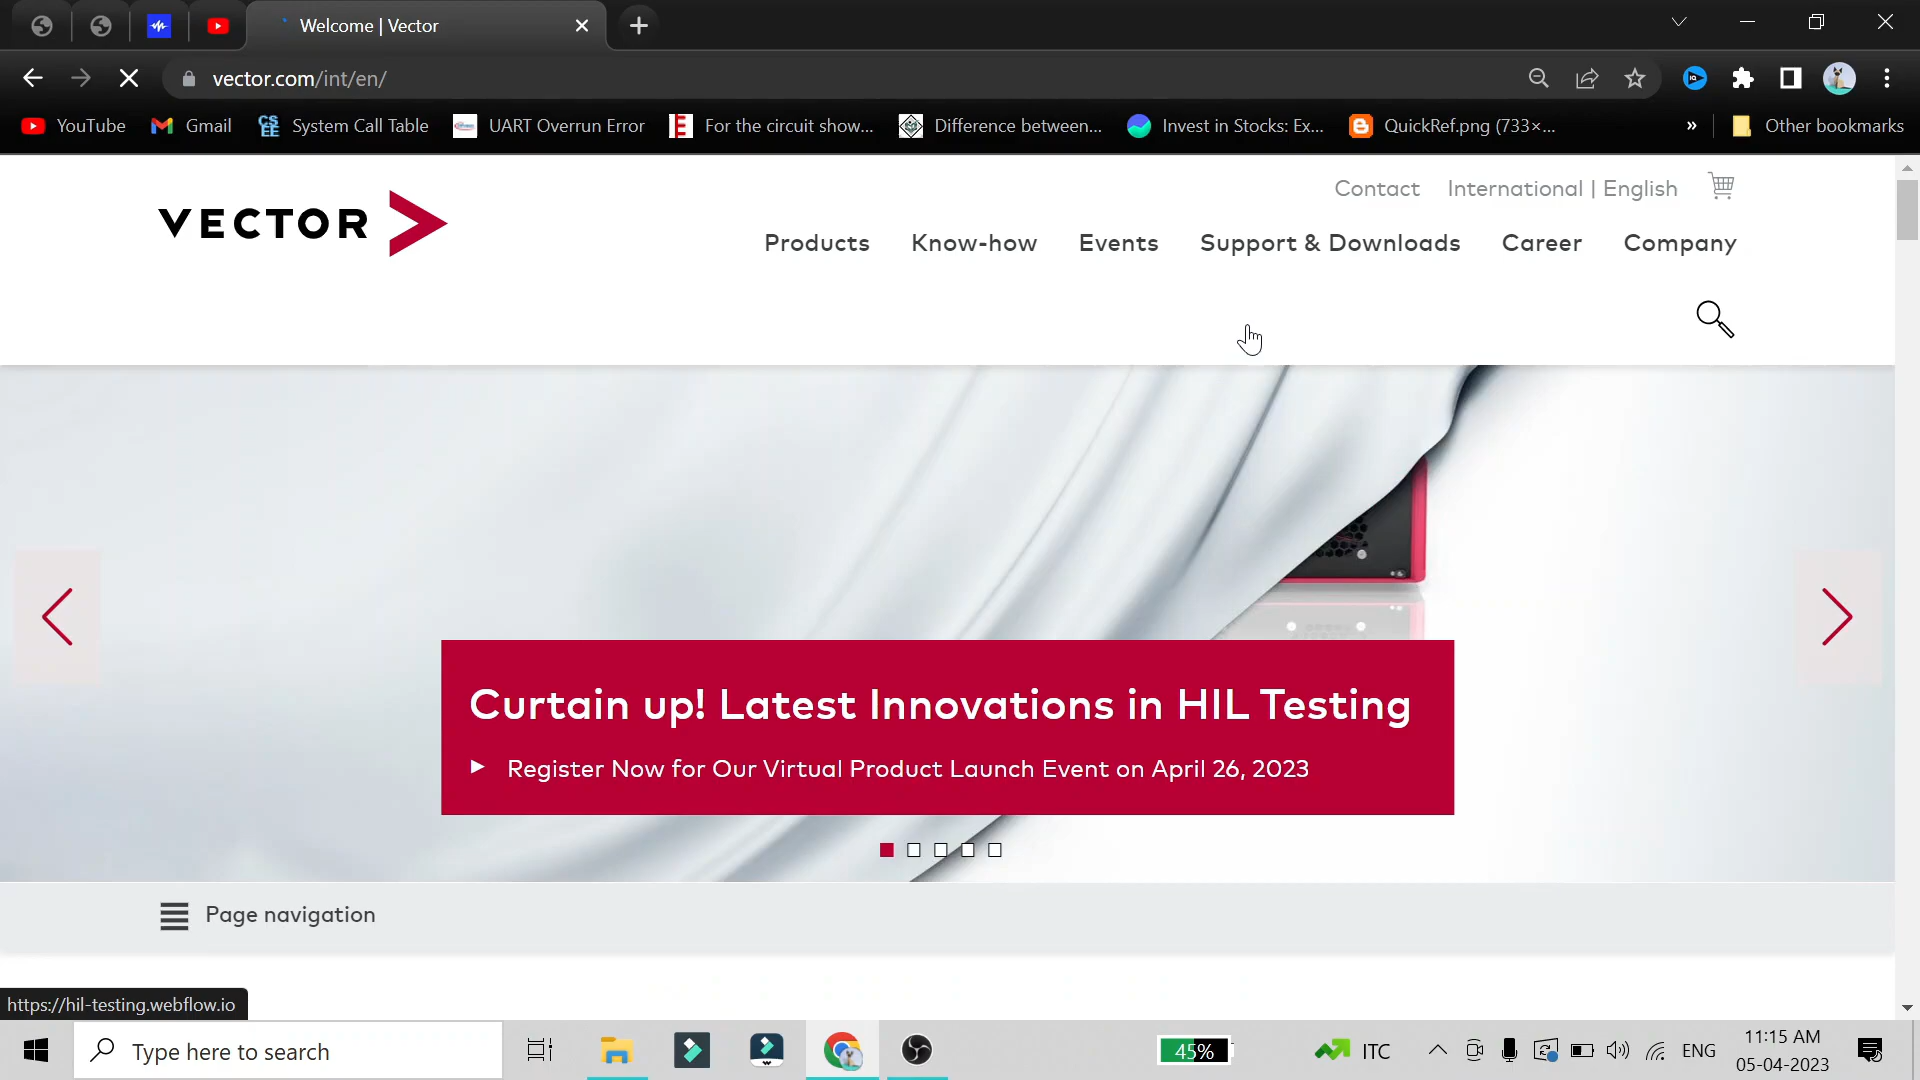 Welcome | Vector
vector.com/int/en/
YouTube Gmail System Call Table UART Overrun Error For the circuit show... Difference between... Invest in Stocks: Ex... QuickRef.png (733×... » Other bookmarks
Contact International | English
VECTOR
Products Know-how Events Support & Downloads Career Company
Curtain up! Latest Innovations in HIL Testing
Register Now for Our Virtual Product Launch Event on April 26, 2023
Page navigation
https://hil-testing.webflow.io
Type here to search
45%
ITC
ENG
11:15 AM
05-04-2023